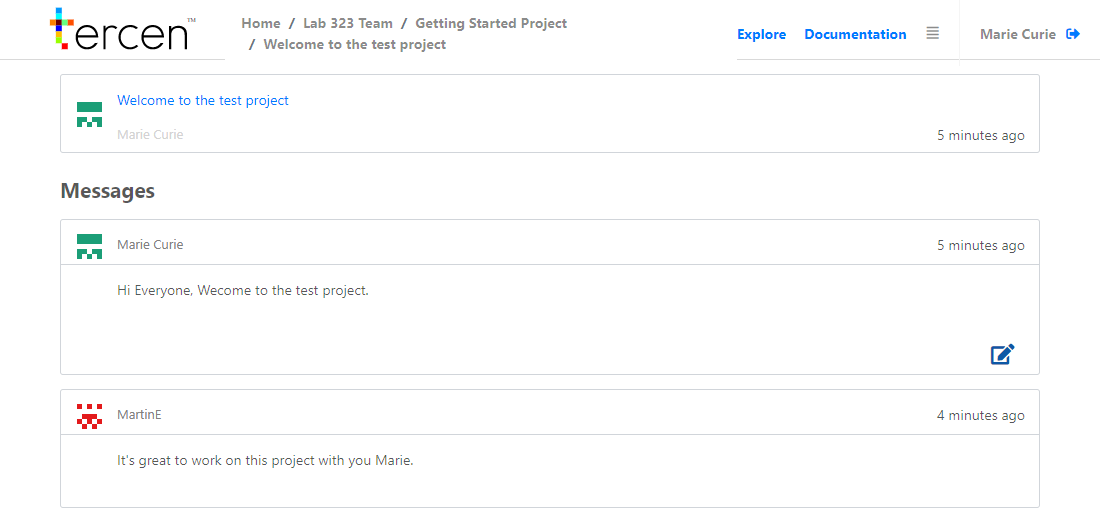 tercen™
Home / Lab 323 Team / Getting Started Project
/ Welcome to the test project
Explore Documentation Marie Curie
Welcome to the test project
Marie Curie
5 minutes ago
Messages
Marie Curie 5 minutes ago
Hi Everyone, Wecome to the test project.
MartinE 4 minutes ago
It's great to work on this project with you Marie.